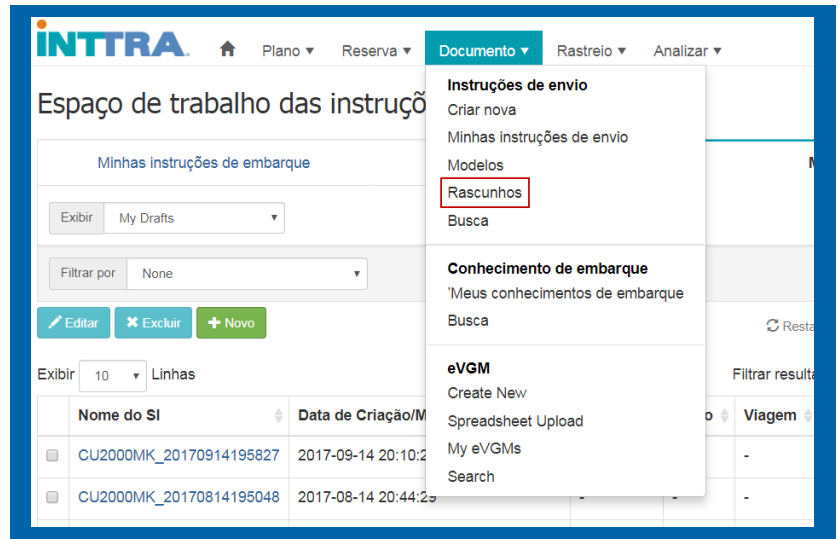 INTTRA.
Plano ▾ Reserva ▾ Documento ▾ Rastreio ▾ Analizar ▾
Espaço de trabalho das instruçõ
Minhas instruções de embarque
Exibir My Drafts
Filtrar por None
Editar Excluir Novo
Resta
Exibir 10 Linhas
Filtrar resulta
Nome do SI Data de Criação/M o Viagem
CU2000MK_20170914195827 2017-09-14 20:10:2 -
CU2000MK_20170814195048 2017-08-14 20:44:29 - - -
Instruções de envio
Criar nova
Minhas instruções de envio
Modelos
Rascunhos
Busca
Conhecimento de embarque
'Meus conhecimentos de embarque
Busca
eVGM
Create New
Spreadsheet Upload
My eVGMs
Search